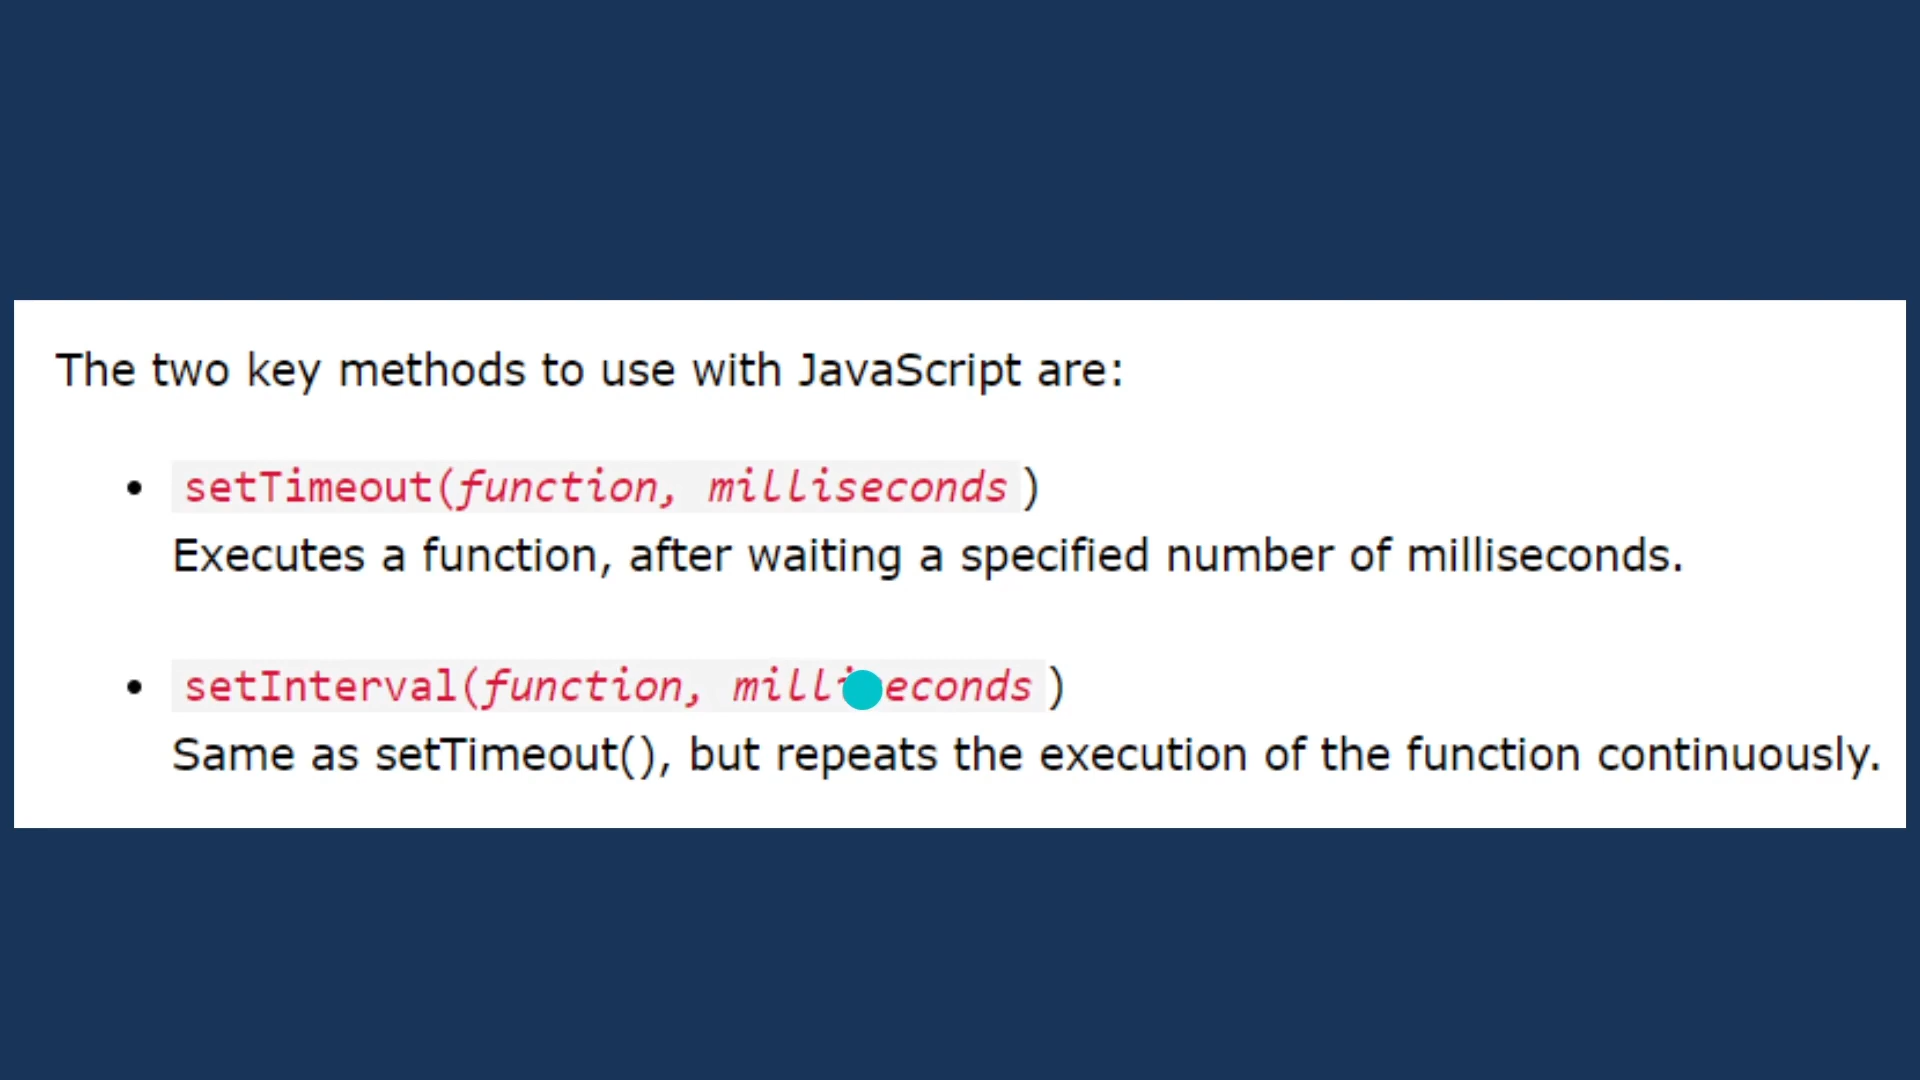 The two key methods to use with JavaScript are:
• setTimeout(function, milliseconds)
Executes a function, after waiting a specified number of milliseconds.
• setInterval(function, milliseconds)
Same as setTimeout(), but repeats the execution of the function continuously.